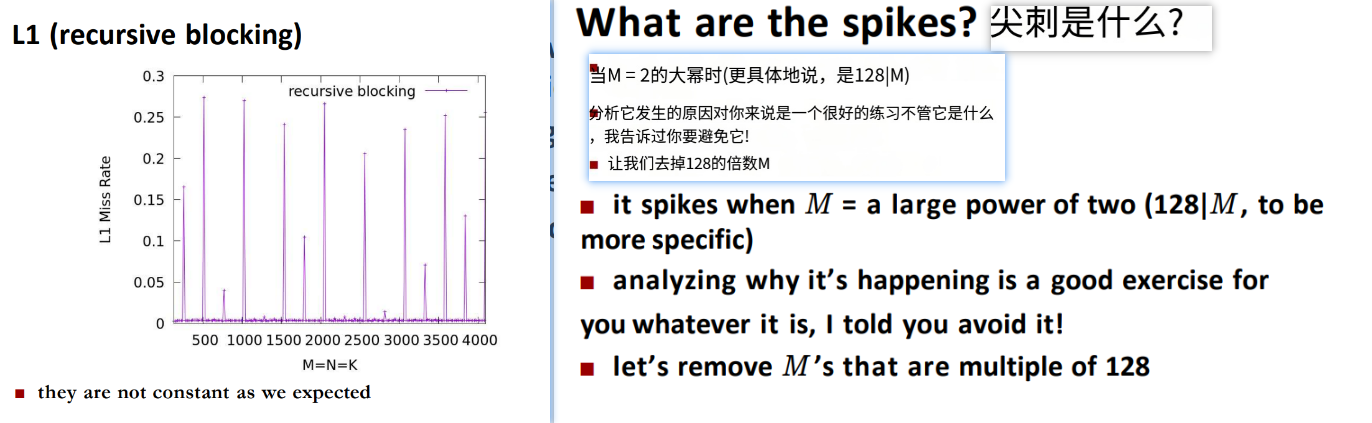 L1 (recursive blocking)
0.3
recursive blocking
0.25
0.2
0.15
0.1
0.05
0
L1 Miss Rate
500 1000 1500 2000 2500 3000 3500 4000
M=N=K
■ they are not constant as we expected
What are the spikes? 尖刺是什么?
当M = 2的大幂时(更具体地说，是128|M)
分析它发生的原因对你来说是一个很好的练习不管它是什么
，我告诉过你要避免它!
■ 让我们去掉128的倍数M
■ it spikes when M = a large power of two (128|M, to be
more specific)
■ analyzing why it’s happening is a good exercise for
you whatever it is, I told you avoid it!
■ let’s remove M’s that are multiple of 128